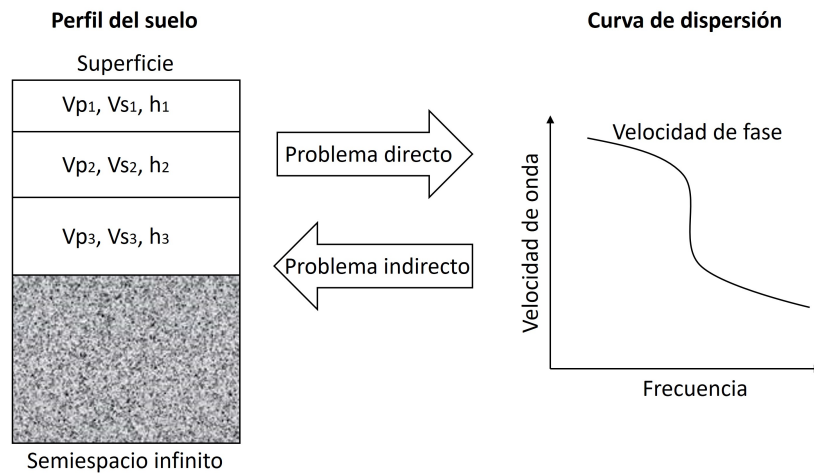 Perfil del suelo
Superficie
Vp1, Vs1, h1
Vp2, Vs2, h2
Vp3, Vs3, h3
Semiespacio infinito
Problema directo
Problema indirecto
Curva de dispersión
Velocidad de fase
Velocidad de onda
Frecuencia